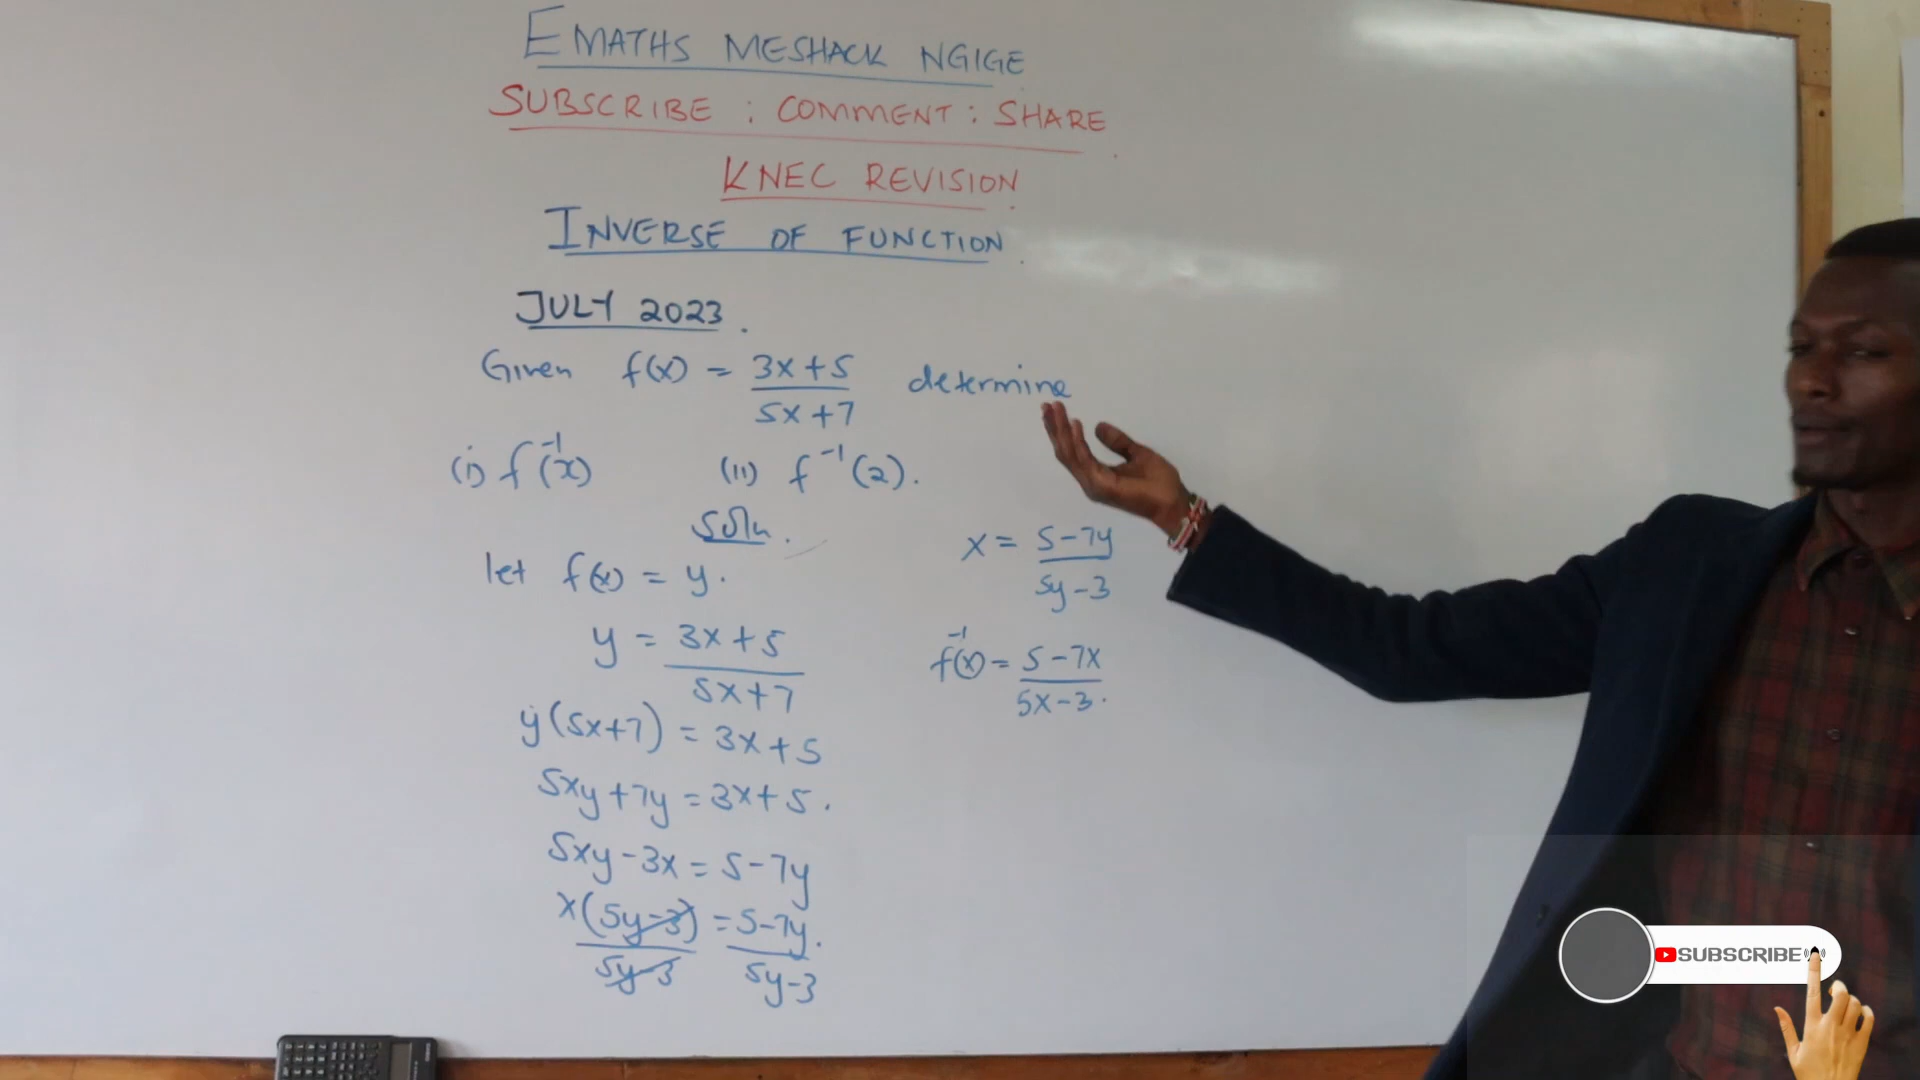 EMATHS MESHACK NGIGE
SUBSCRIBE : COMMENT : SHARE
KNEC REVISION
INVERSE OF FUNCTION
JULY 2023
Given f(x) = 3x+5 / 5x+7 determine
(i) f⁻¹(x) (ii) f⁻¹(2).
Soln.
let f(x) = y.
y = 3x+5 / 5x+7
y(5x+7) = 3x+5
5xy+7y = 3x+5.
5xy-3x = 5-7y
x(5y-3) / 5y-3 = 5-7y. / 5y-3
x = 5-7y / 5y-3
f⁻¹(x) = 5-7x / 5x-3.
SUBSCRIBE